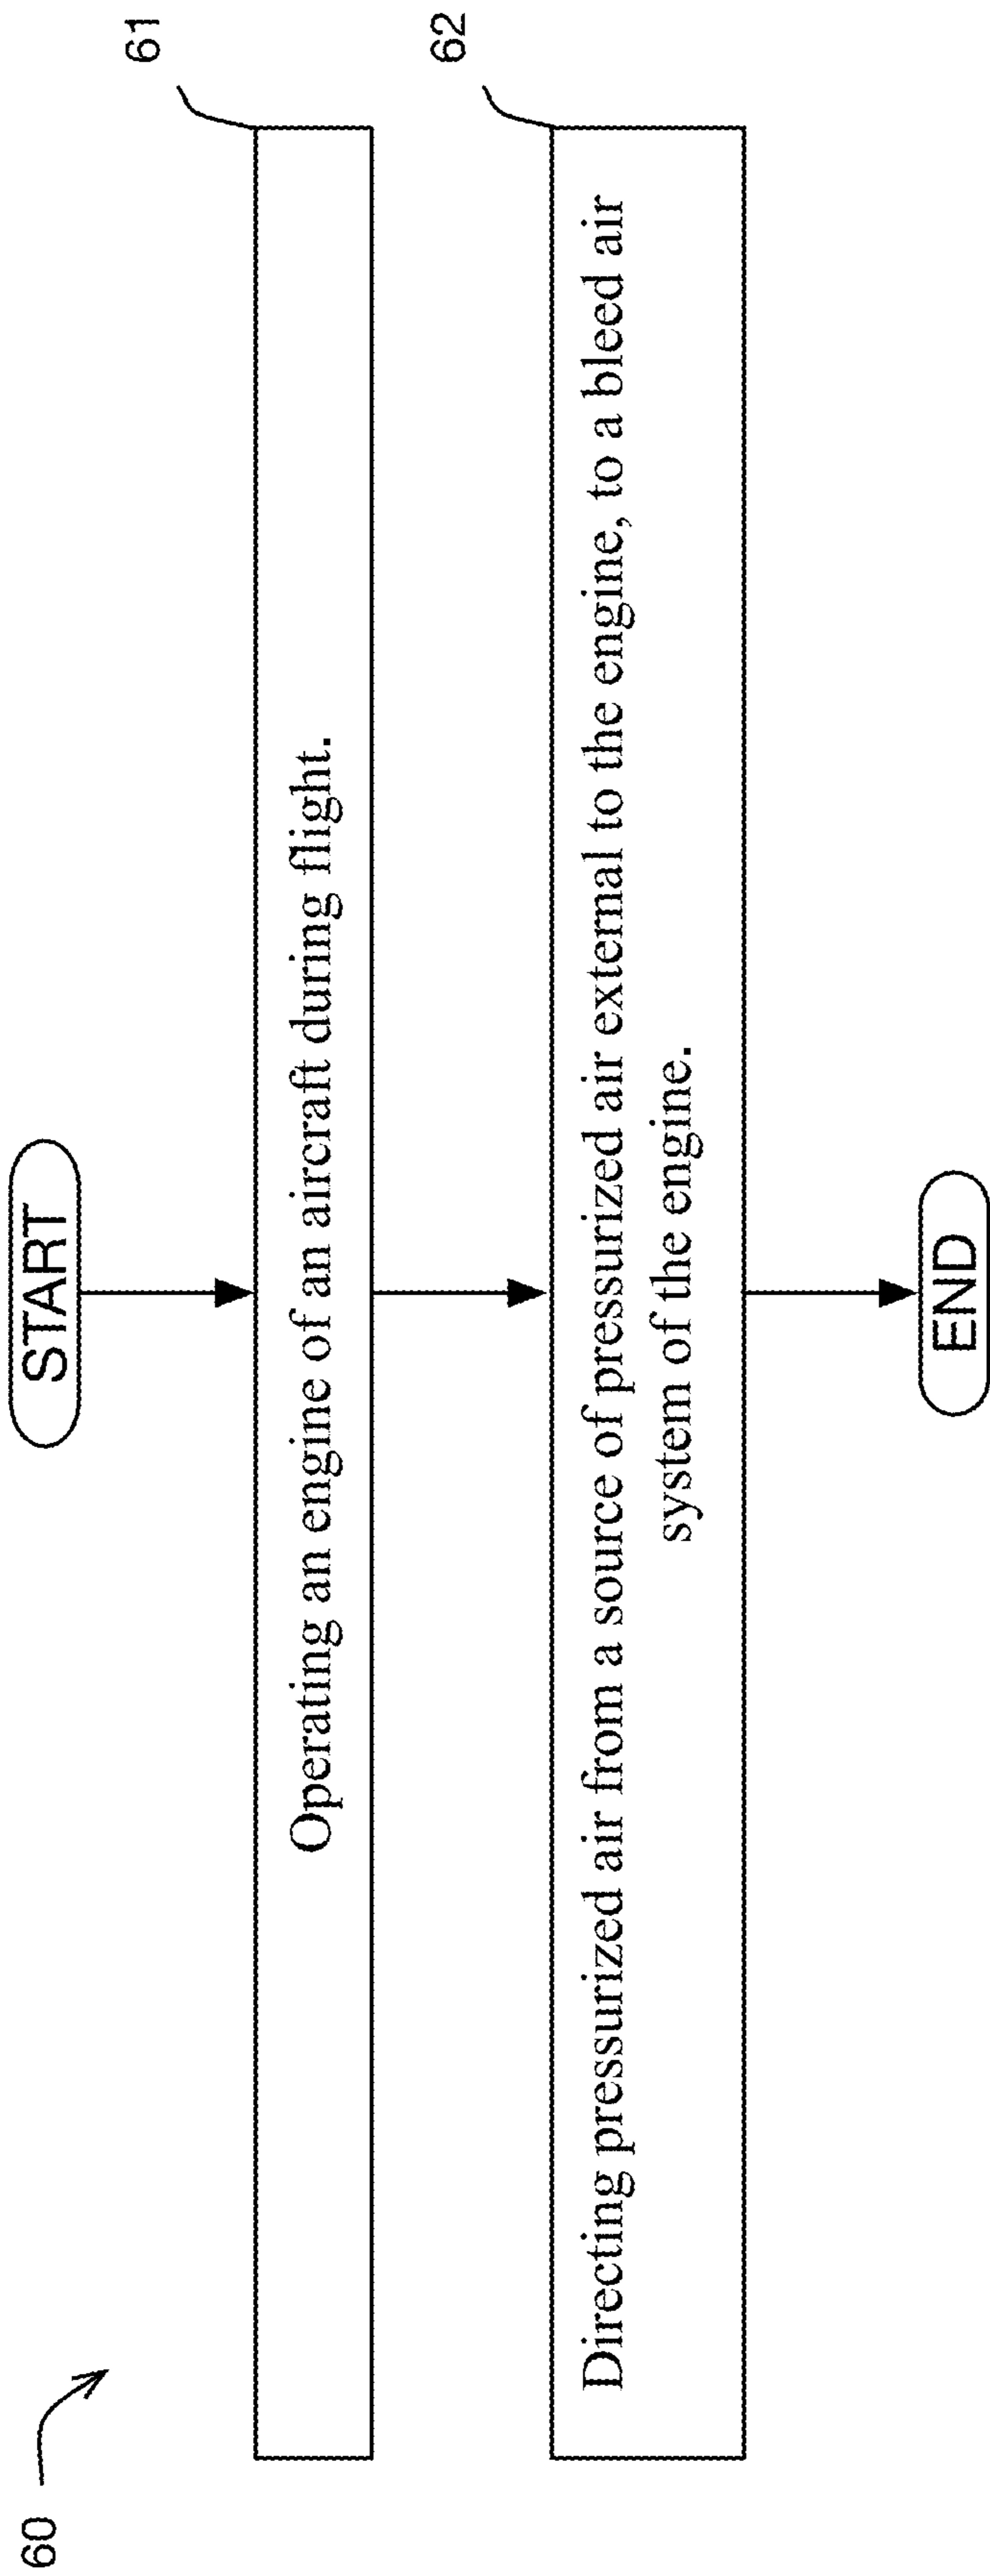 60
START
61
Operating an engine of an aircraft during flight.
62
Directing pressurized air from a source of pressurized air external to the engine, to a bleed air
system of the engine.
END